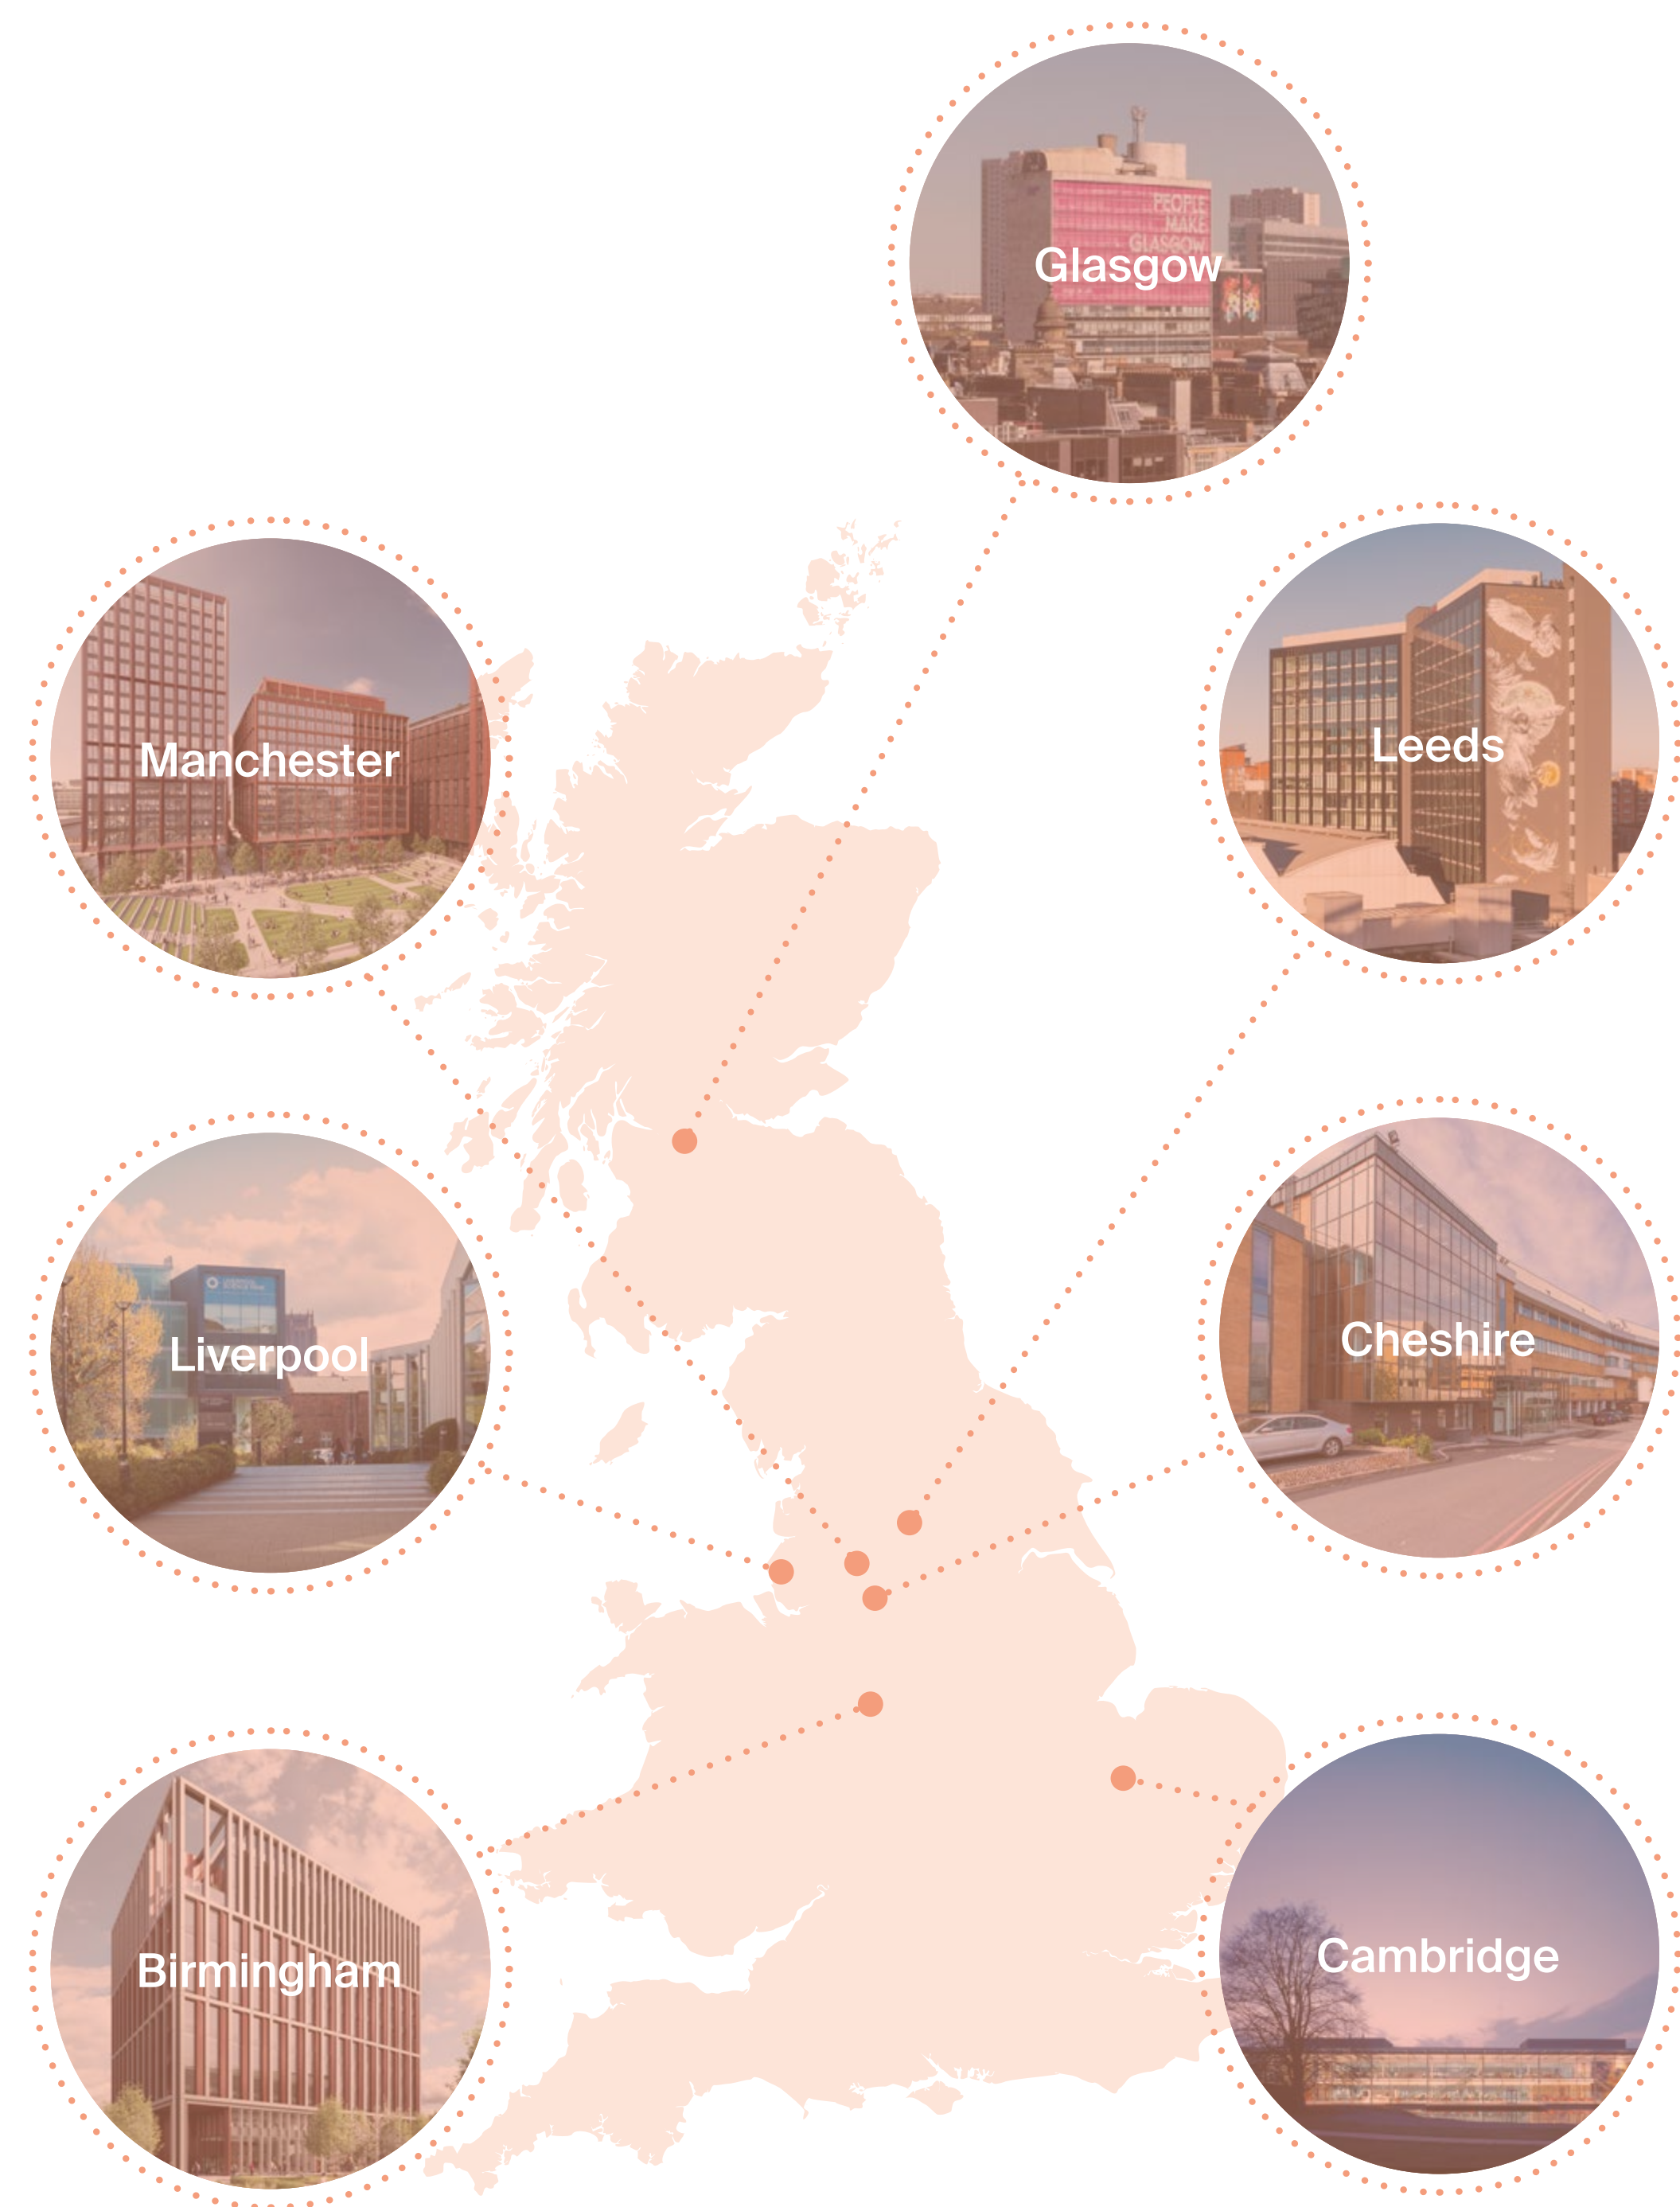 PEOPLE
MAKE
GLASGOW
Glasgow
Manchester
Leeds
Liverpool
Cheshire
Birmingham
Cambridge